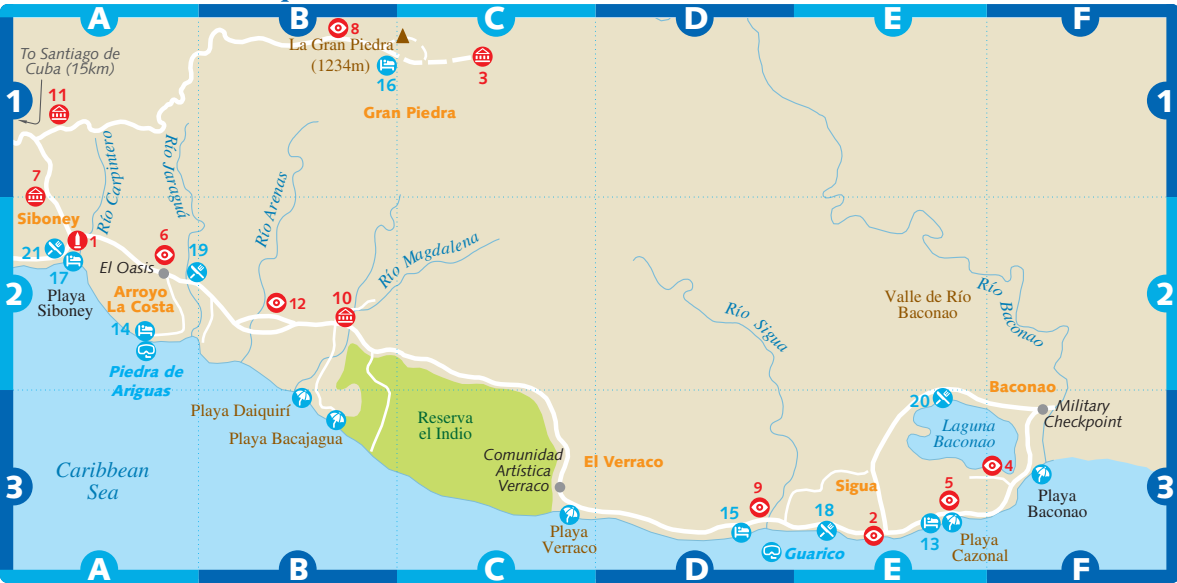 A
B
C
D
E
F
To Santiago de
Cuba (15km)
8
La Gran Piedra
(1234m)
16
3
Gran Piedra
1
1
11
Río Carpintero
Río Jaraguá
Río Arenas
7
Siboney
1
21
17
Playa
Siboney
6
El Oasis
19
Arroyo
La Costa
14
Piedra de
Ariguas
Río Magdalena
12
10
2
2
Río Sigua
Valle de Río
Baconao
Río Baconao
Baconao
20
Military
Checkpoint
Laguna
Baconao
4
Playa Daiquirí
Playa Bacajagua
Reserva
el Indio
Comunidad
Artística
Verraco
El Verraco
Caribbean
Sea
3
3
Playa
Verraco
9
15
Sigua
18
Guarico
2
5
13
Playa
Cazonal
Playa
Baconao
A
B
C
D
E
F